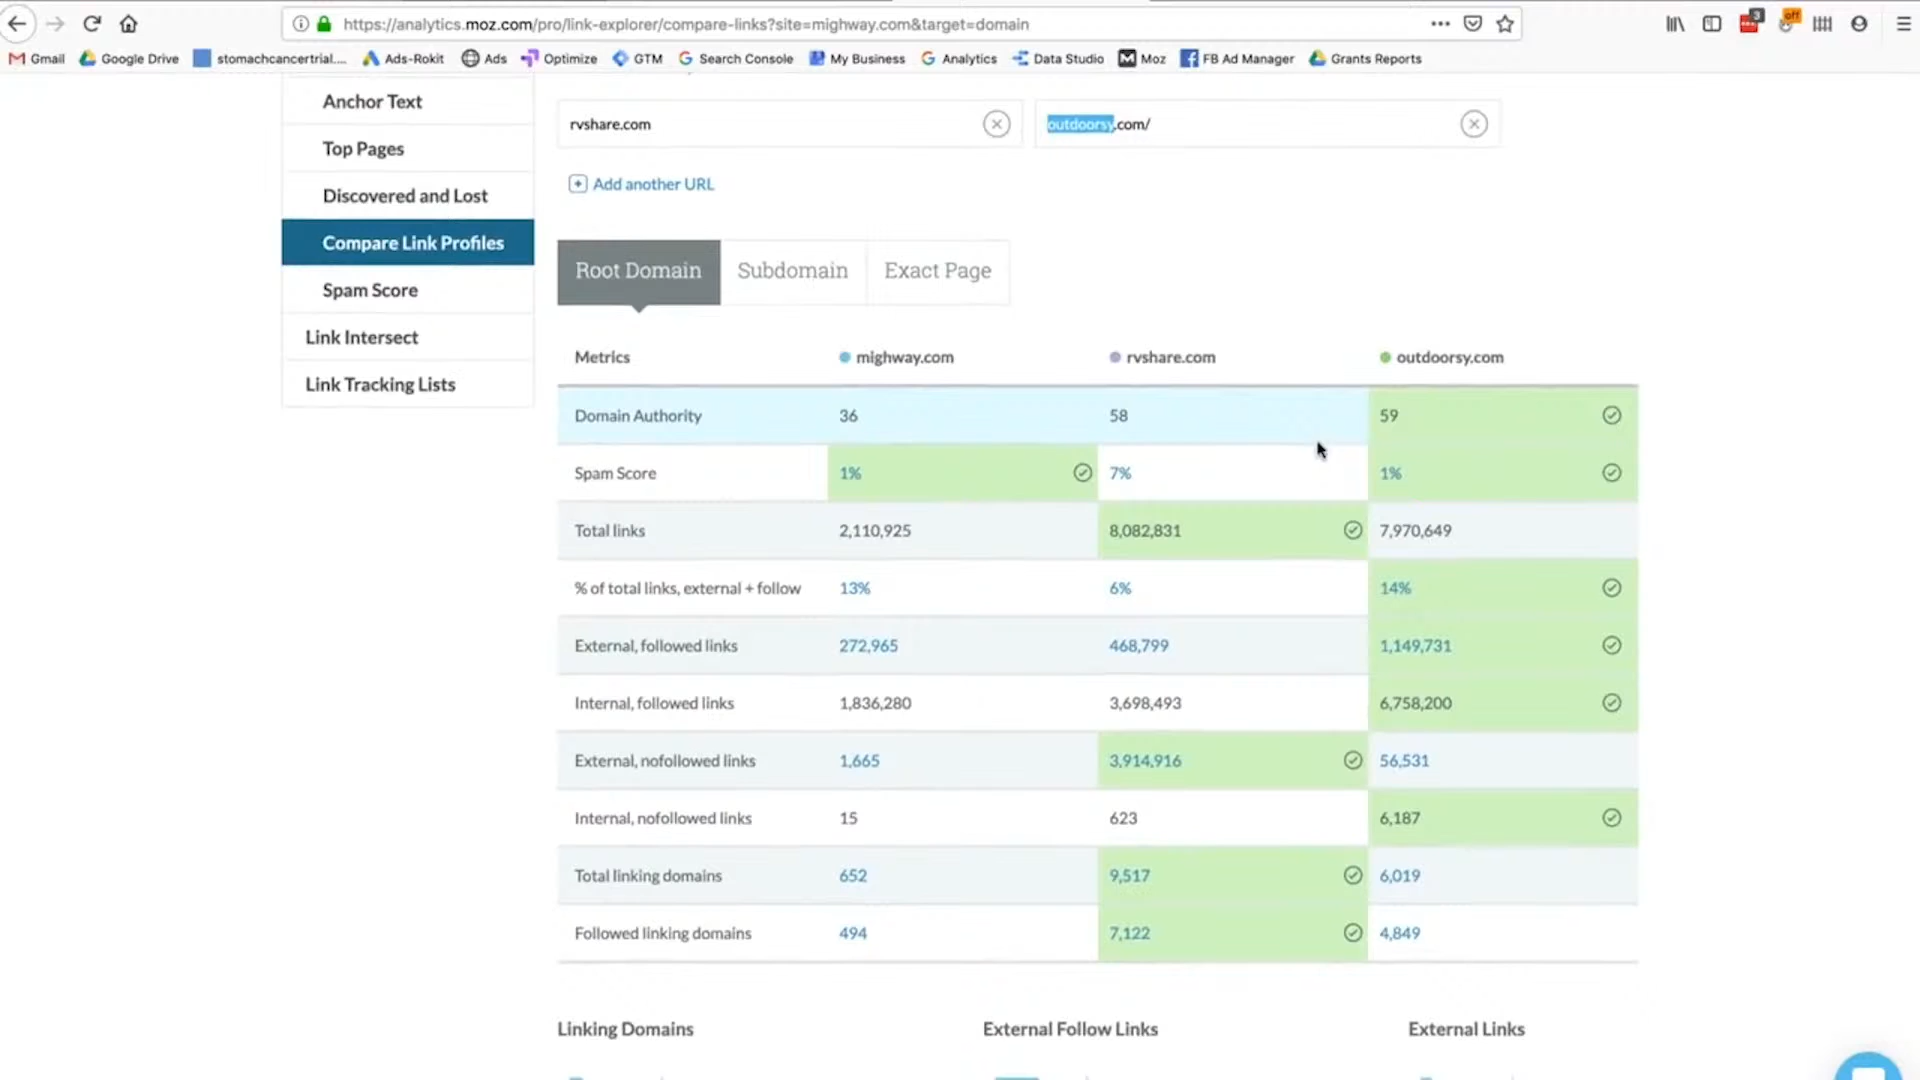 https://analytics.moz.com/pro/link-explorer/compare-links?site=mighway.com&target=domain
3
off
Gmail Google Drive stomachcancertrial.... Ads-Rokit Ads Optimize GTM Search Console My Business Analytics Data Studio Moz FB Ad Manager Grants Reports
Anchor Text
Top Pages
Discovered and Lost
Compare Link Profiles
Spam Score
Link Intersect
Link Tracking Lists
rvshare.com outdoorsy.com/
Add another URL
Root Domain Subdomain Exact Page
Metrics mighway.com rvshare.com outdoorsy.com
Domain Authority 36 58 59
Spam Score 1% 7% 1%
Total links 2,110,925 8,082,831 7,970,649
% of total links, external + follow 13% 6% 14%
External, followed links 272,965 468,799 1,149,731
Internal, followed links 1,836,280 3,698,493 6,758,200
External, nofollowed links 1,665 3,914,916 56,531
Internal, nofollowed links 15 623 6,187
Total linking domains 652 9,517 6,019
Followed linking domains 494 7,122 4,849
Linking Domains External Follow Links External Links